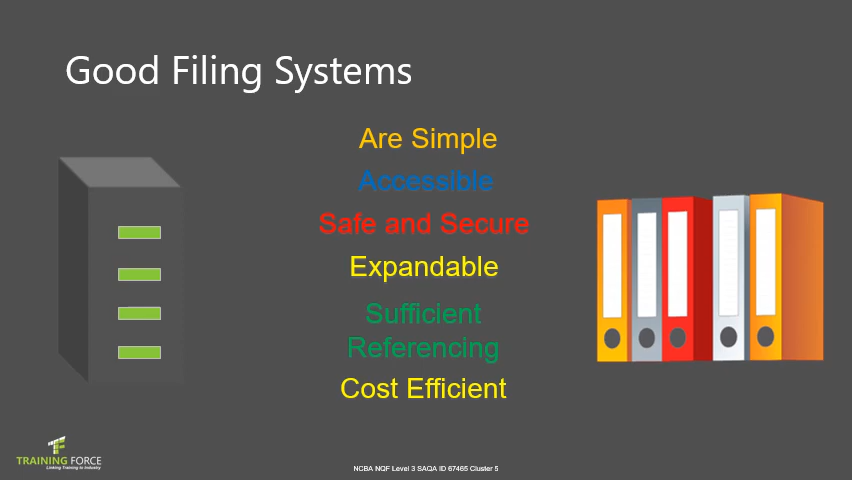 Good Filing Systems
Are Simple
Accessible
Safe and Secure
Expandable
Sufficient
Referencing
Cost Efficient
TRAINING FORCE
Linking Training to Industry
NCBA NQF Level 3 SAQA ID 67465 Cluster 5